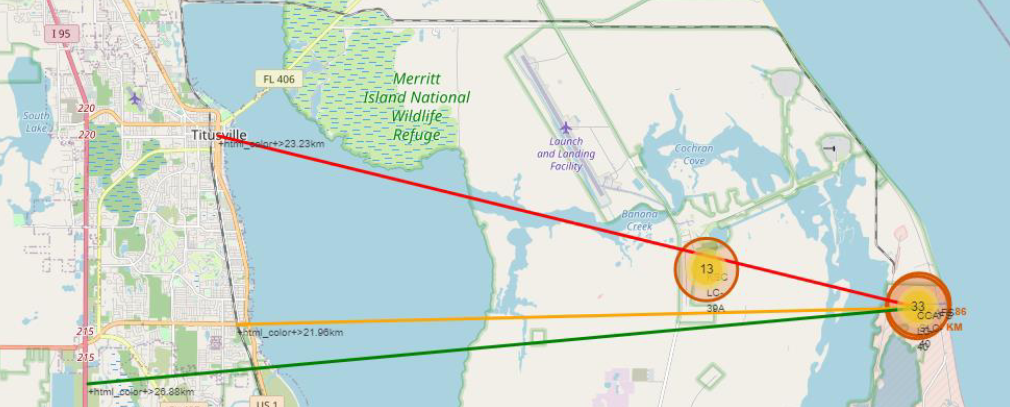 I 95
FL 406
Merritt
Island National
Wildlife
Refuge
South
Lake
220
220
Titusville
+html_color+>23.23km
Launch
and Landing
Facility
Cochran
Cove
Banana
Creek
13
LC-
39A
33
.86
KM
+html_color+>21.96km
215
215
+html_color+>26.88km
US 1